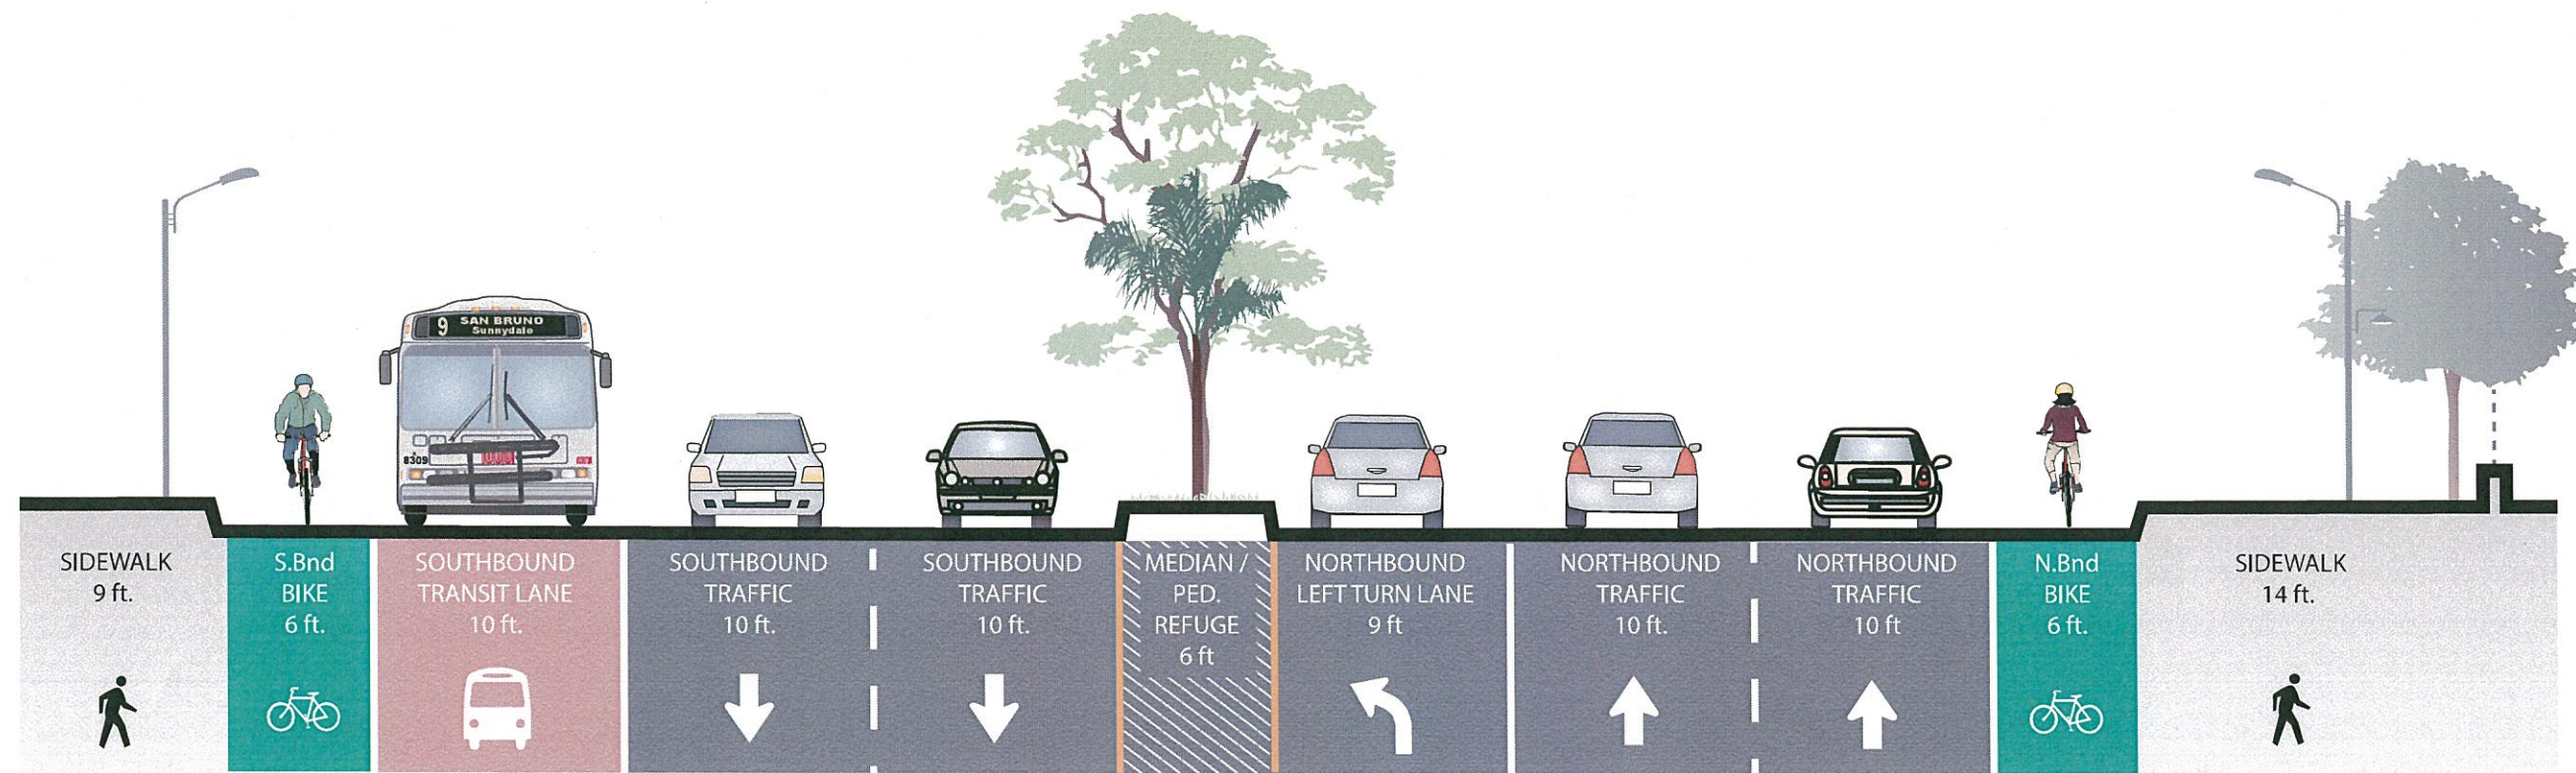 9 SAN BRUNO
Sunnydale
8309
SIDEWALK
9 ft.
S.Bnd
BIKE
6 ft.
SOUTHBOUND
TRANSIT LANE
10 ft.
SOUTHBOUND
TRAFFIC
10 ft.
SOUTHBOUND
TRAFFIC
10 ft.
MEDIAN /
PED.
REFUGE
6 ft
NORTHBOUND
LEFT TURN LANE
9 ft
NORTHBOUND
TRAFFIC
10 ft.
NORTHBOUND
TRAFFIC
10 ft
N.Bnd
BIKE
6 ft.
SIDEWALK
14 ft.